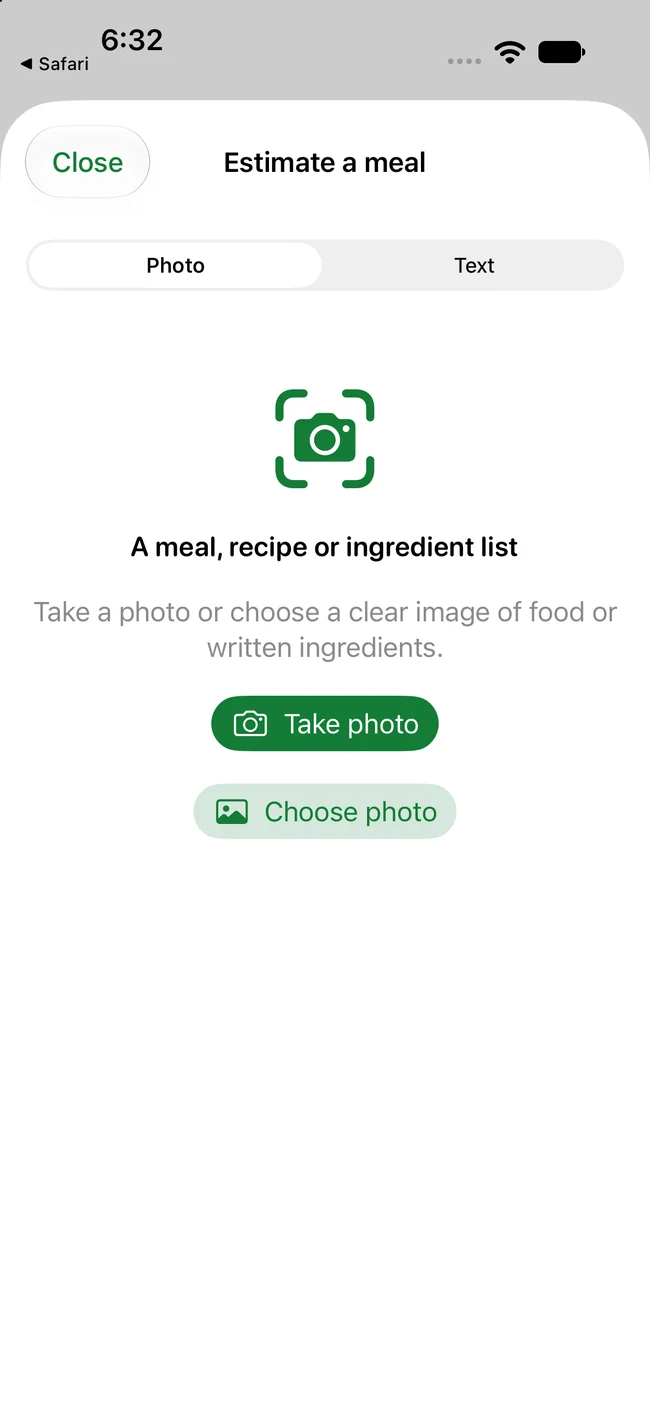 6:32
◀ Safari
Close
Estimate a meal
Photo
Text
A meal, recipe or ingredient list
Take a photo or choose a clear image of food or
written ingredients.
Take photo
Choose photo